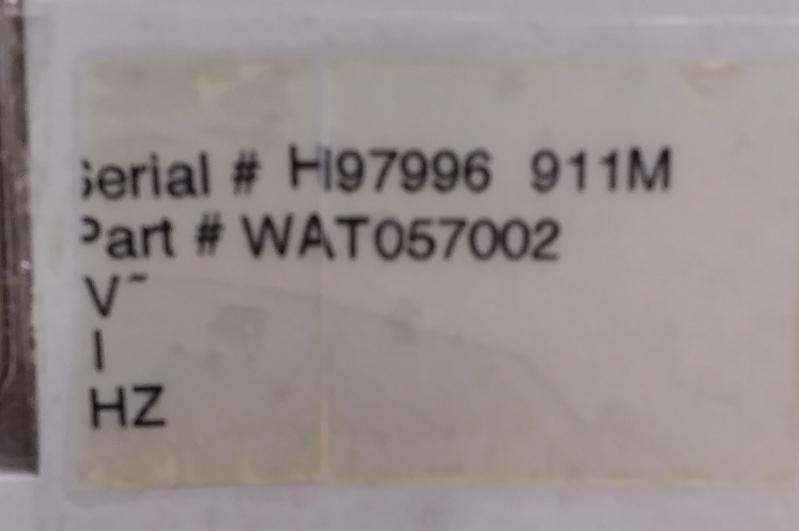 Serial # HI97996 911M
Part # WAT057002
V~
I
HZ